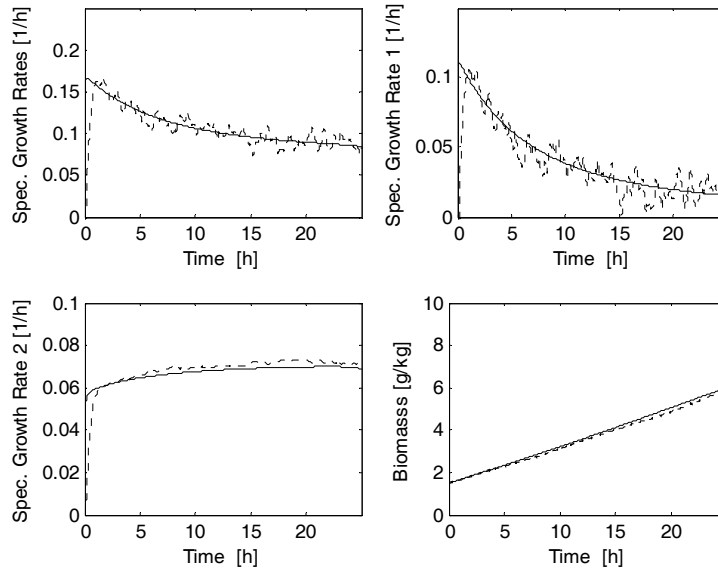 Spec. Growth Rates [1/h]
0.2
0.15
0.1
0.05
0
0 5 10 15 20
Time [h]
Spec. Growth Rate 1 [1/h]
0.1
0.05
0
0 5 10 15 20
Time [h]
Spec. Growth Rate 2 [1/h]
0.1
0.08
0.06
0.04
0.02
0
0 5 10 15 20
Time [h]
Biomasss [g/kg]
10
8
6
4
2
0
0 5 10 15 20
Time [h]